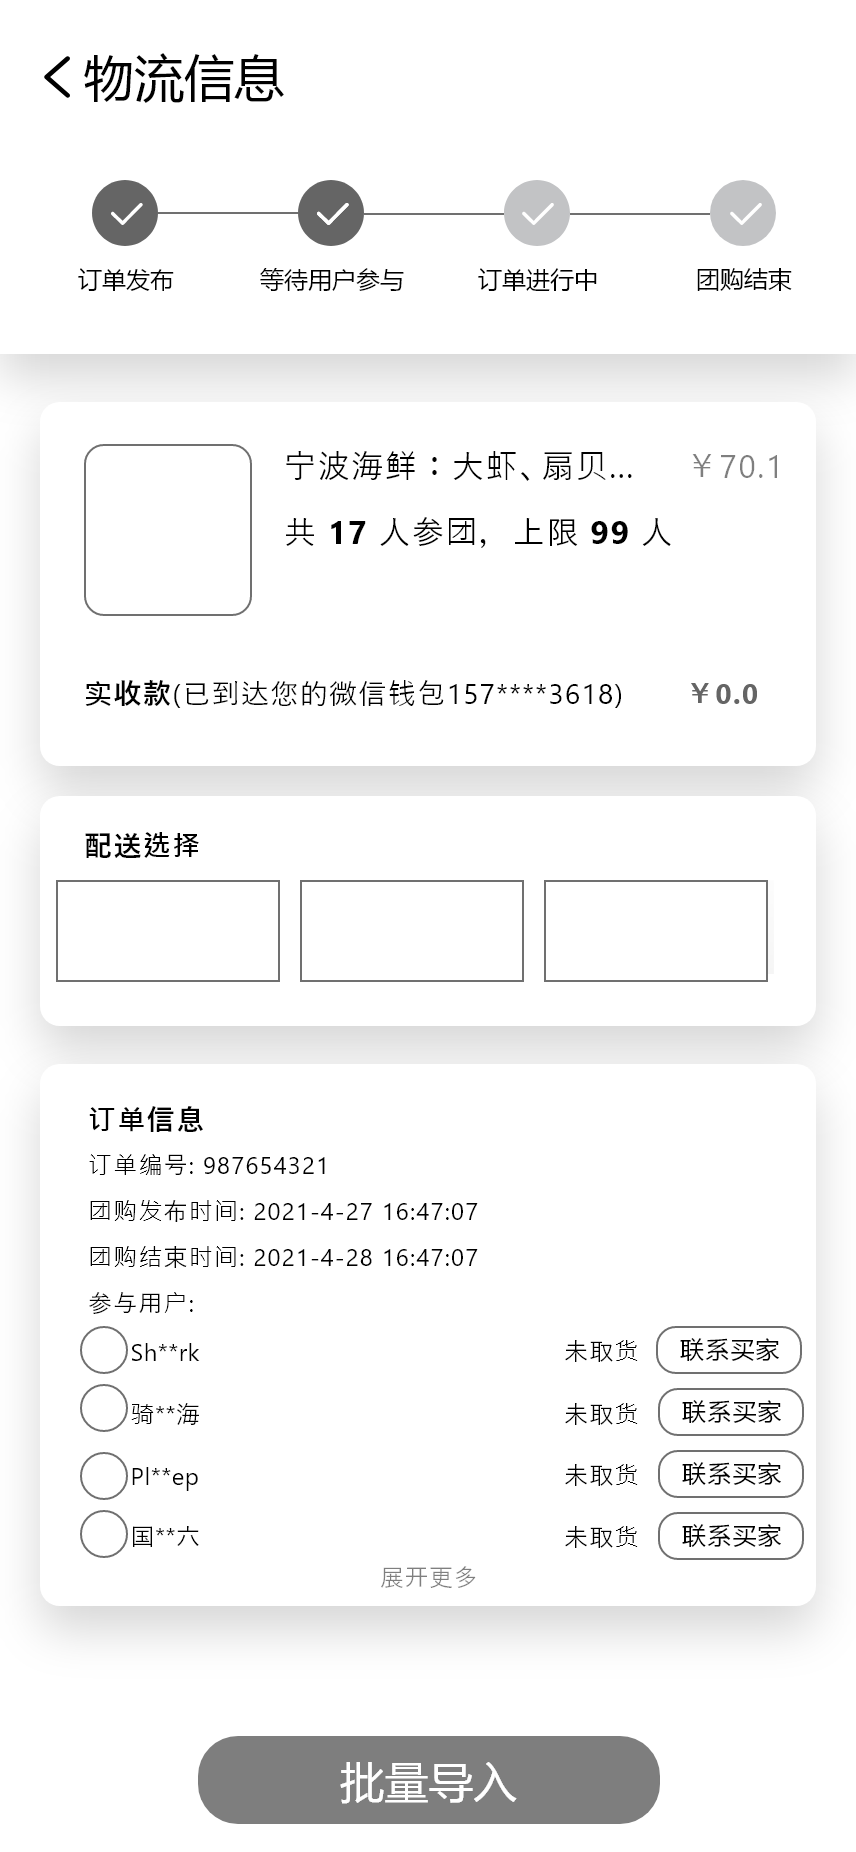 物流信息
订单发布 等待用户参与 订单进行中 团购结束
宁波海鲜：大虾、扇贝... ￥70.1
共 17 人参团，上限 99 人
实收款(已到达您的微信钱包157****3618) ￥0.0
配送选择
订单信息
订单编号: 987654321
团购发布时间: 2021-4-27 16:47:07
团购结束时间: 2021-4-28 16:47:07
参与用户:
Sh**rk 未取货 联系买家
骑**海 未取货 联系买家
Pl**ep 未取货 联系买家
国**六 未取货 联系买家
展开更多
批量导入